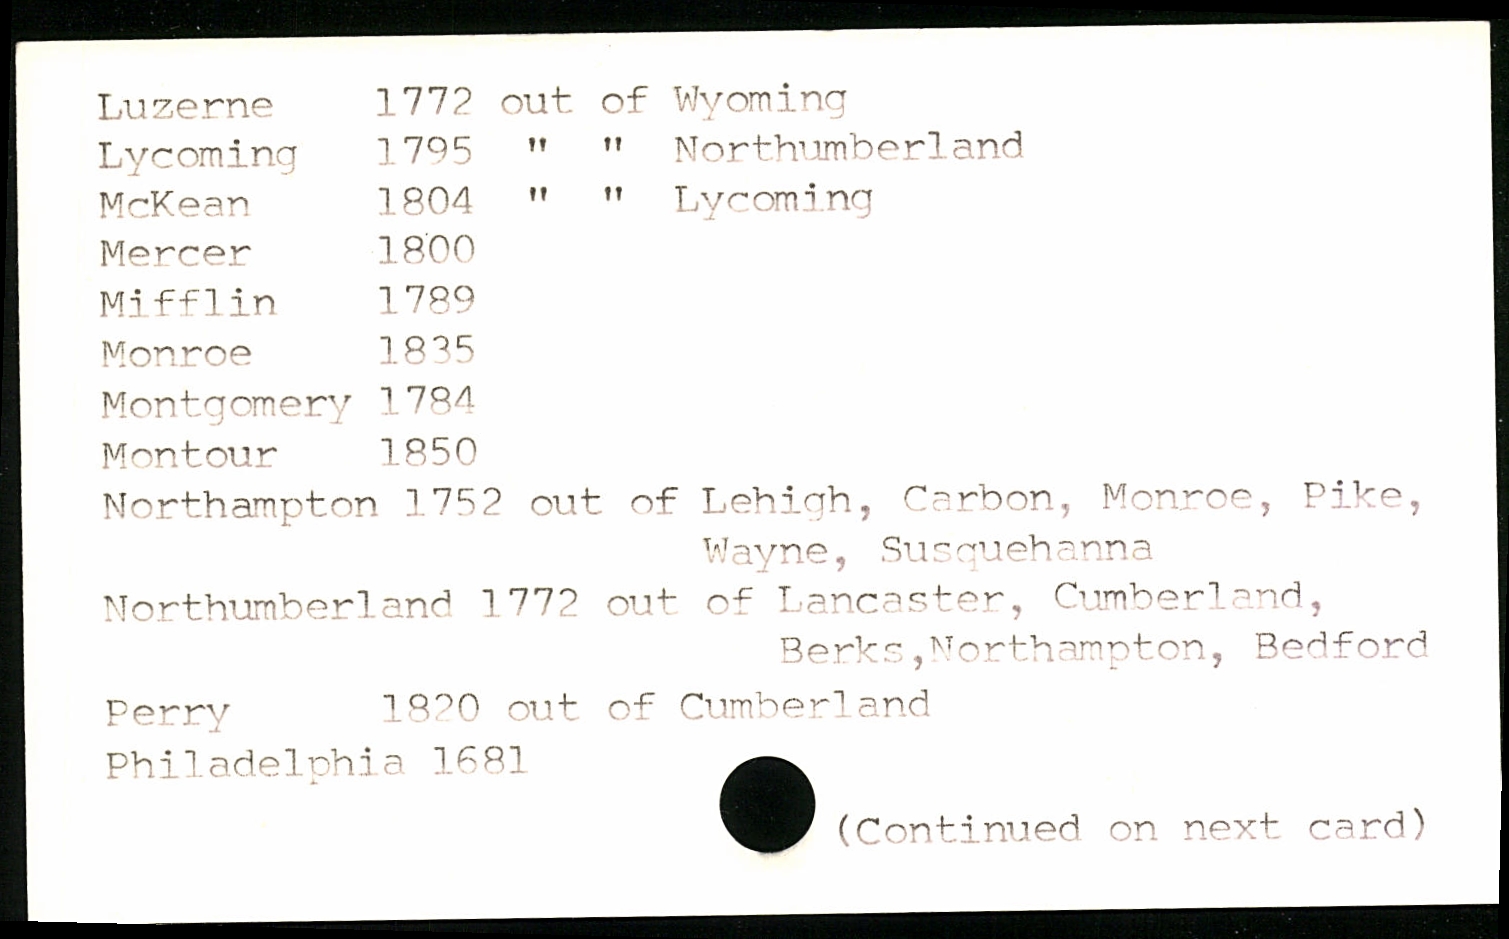 Luzerne 1772 out of Wyoming
Lycoming 1795 " " Northumberland
McKean 1804 " " Lycoming
Mercer 1800
Mifflin 1789
Monroe 1835
Montgomery 1784
Montour 1850
Northampton 1752 out of Lehigh, Carbon, Monroe, Pike,
Wayne, Susquehanna
Northumberland 1772 out of Lancaster, Cumberland,
Berks,Northampton, Bedford
Perry 1820 out of Cumberland
Philadelphia 1681
(Continued on next card)